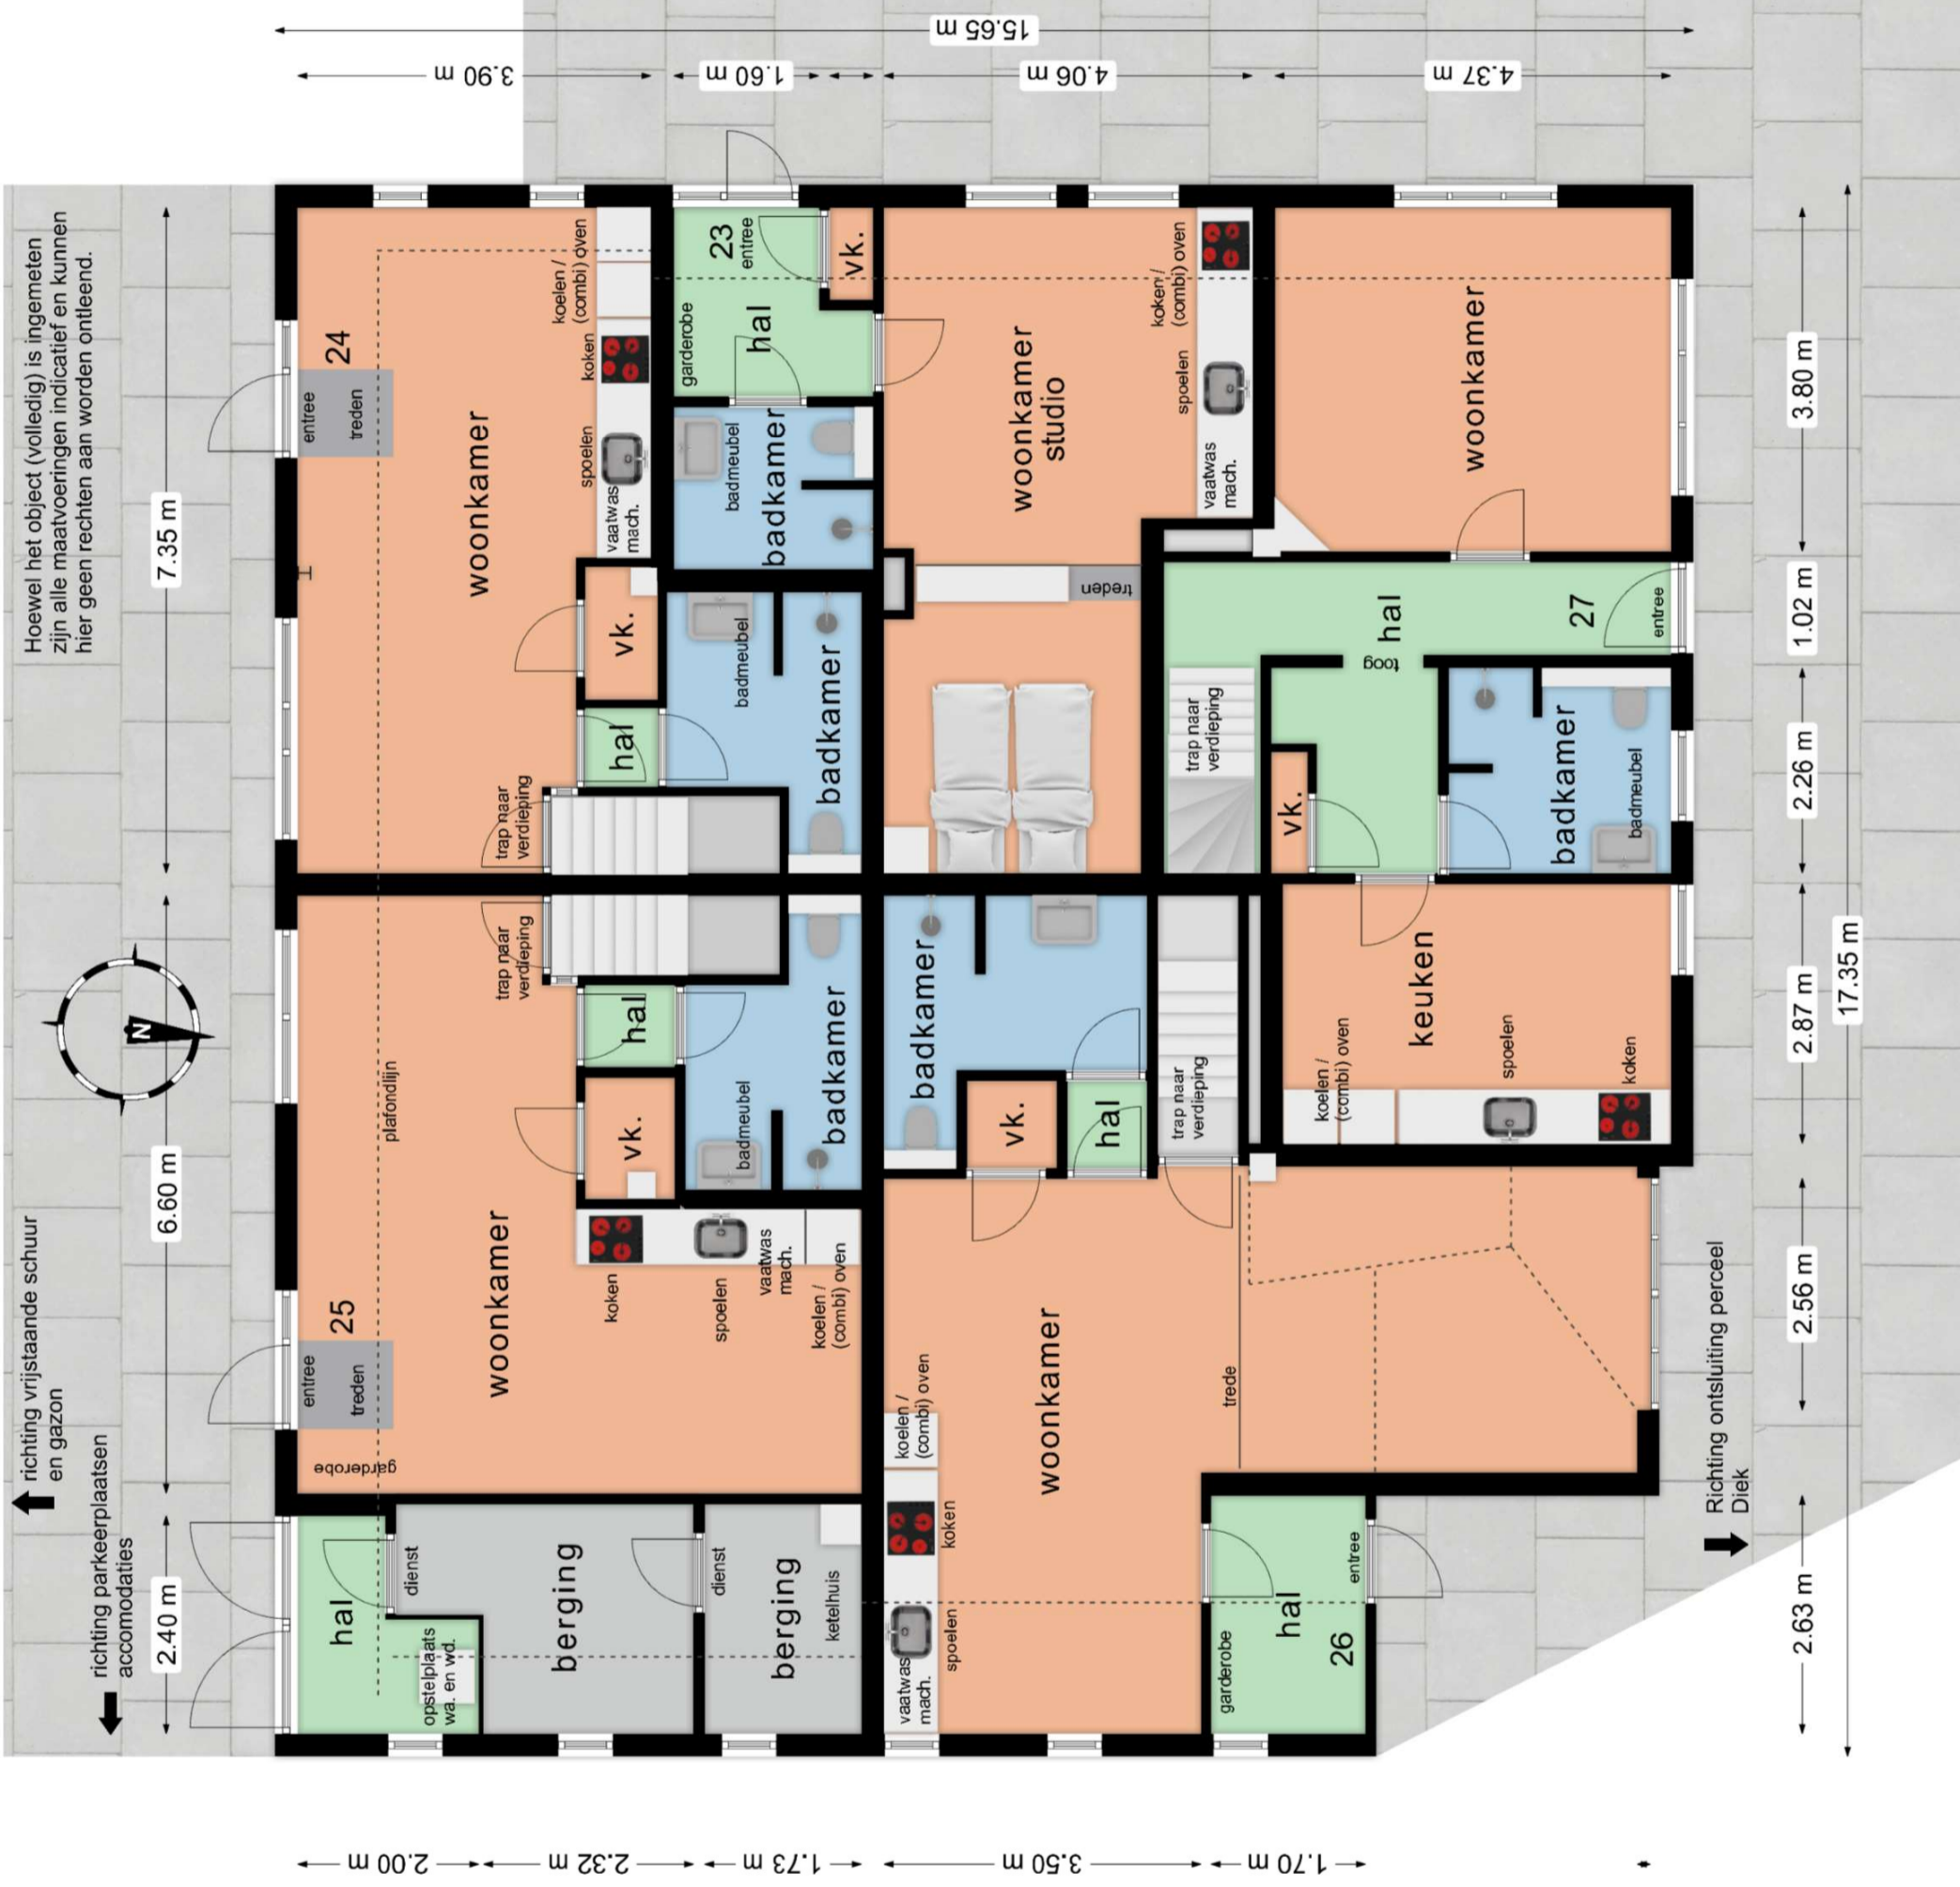 15.65 m
3.90 m
1.60 m
4.06 m
4.37 m
Hoewel het object (volledig) is ingemeten
zijn alle maatvoeringen indicatief en kunnen
hier geen rechten aan worden ontleend.
7.35 m
6.60 m
2.40 m
richting vrijstaande schuur
en gazon
richting parkeerplaatsen
accomodaties
N
24
entree
treden
woonkamer
koelen /
(combi) oven
koken
spoelen
vaatwas
mach.
vk.
hal
trap naar
verdieping
badmeubel
badkamer
23
entree
garderobe
hal
vk.
badmeubel
badkamer
woonkamer
studio
koken/
(combi) oven
spoelen
vaatwas
mach.
treden
woonkamer
hal
27
entree
toog
trap naar
verdieping
vk.
badkamer
badmeubel
keuken
koelen /
(combi) oven
spoelen
koken
25
entree
treden
garderobe
plafondlijn
woonkamer
trap naar
verdieping
hal
vk.
badmeubel
badkamer
koken
spoelen
vaatwas
mach.
koelen /
(combi) oven
hal
dienst
opstelplaats
wa. en wd.
berging
dienst
berging
ketelhuis
badkamer
vk.
hal
trap naar
verdieping
woonkamer
koelen /
(combi) oven
koken
spoelen
vaatwas
mach.
trede
garderobe
hal
26
entree
Richting ontsluiting perceel
Diek
3.80 m
1.02 m
2.26 m
2.87 m
2.56 m
2.63 m
17.35 m
2.00 m
2.32 m
1.73 m
3.50 m
1.70 m